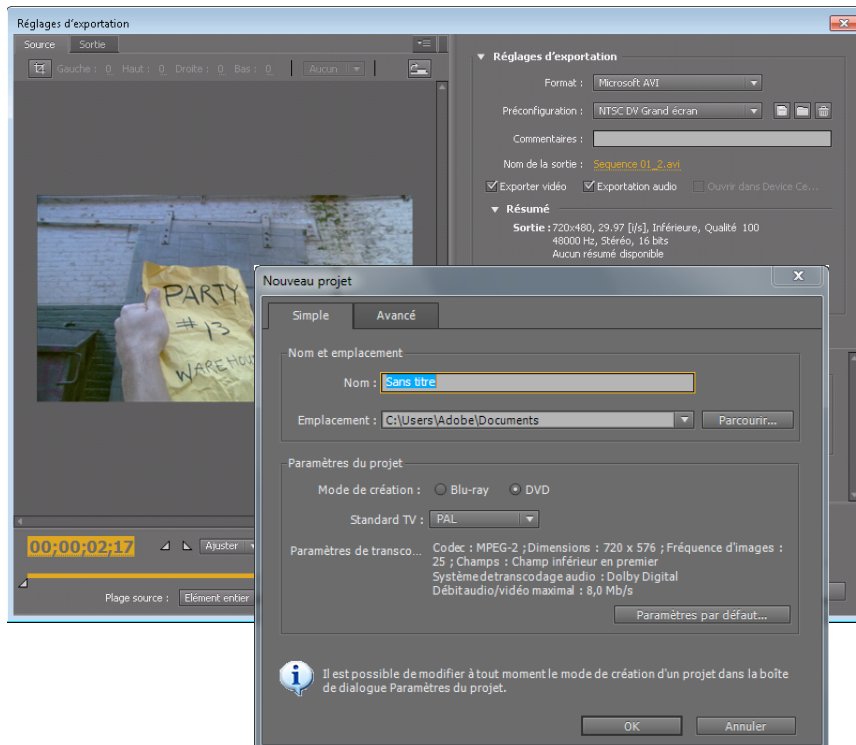 Réglages d'exportation
Source Sortie
Gauche : 0 Haut : 0 Droite : 0 Bas : 0 Aucun
PARTY
#13
WAREHOU
00;00;02;17 Ajuster
Plage source : Elément entier
Réglages d'exportation
Format : Microsoft AVI
Préconfiguration : NTSC DV Grand écran
Commentaires :
Nom de la sortie : Sequence 01_2.avi
Exporter vidéo Exportation audio Ouvrir dans Device Ce...
Résumé
Sortie : 720x480, 29.97 [i/s], Inférieure, Qualité 100
48000 Hz, Stéréo, 16 bits
Aucun résumé disponible
Nouveau projet
Simple Avancé
Nom et emplacement
Nom : Sans titre
Emplacement : C:\Users\Adobe\Documents Parcourir...
Paramètres du projet
Mode de création : Blu-ray DVD
Standard TV : PAL
Paramètres de transco... Codec : MPEG-2 ;Dimensions : 720 x 576 ; Fréquence d'images :
25 ; Champs : Champ inférieur en premier
Système de transcodage audio : Dolby Digital
Débit audio/vidéo maximal : 8,0 Mb/s
Paramètres par défaut...
Il est possible de modifier à tout moment le mode de création d'un projet dans la boîte
de dialogue Paramètres du projet.
OK Annuler